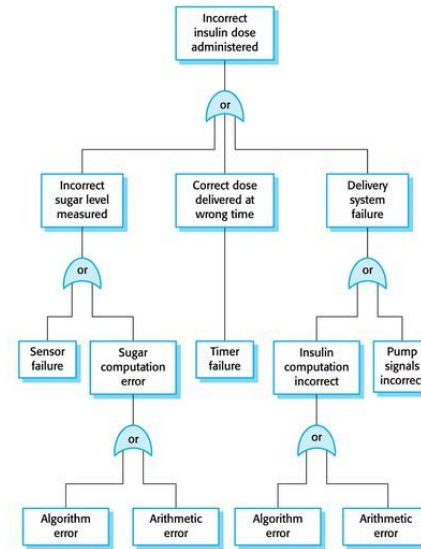 Incorrect
insulin dose
administered
or
Incorrect
sugar level
measured
Correct dose
delivered at
wrong time
Delivery
system
failure
or
or
Sensor
failure
Sugar
computation
error
Timer
failure
Insulin
computation
incorrect
Pump
signals
incorrect
or
or
Algorithm
error
Arithmetic
error
Algorithm
error
Arithmetic
error